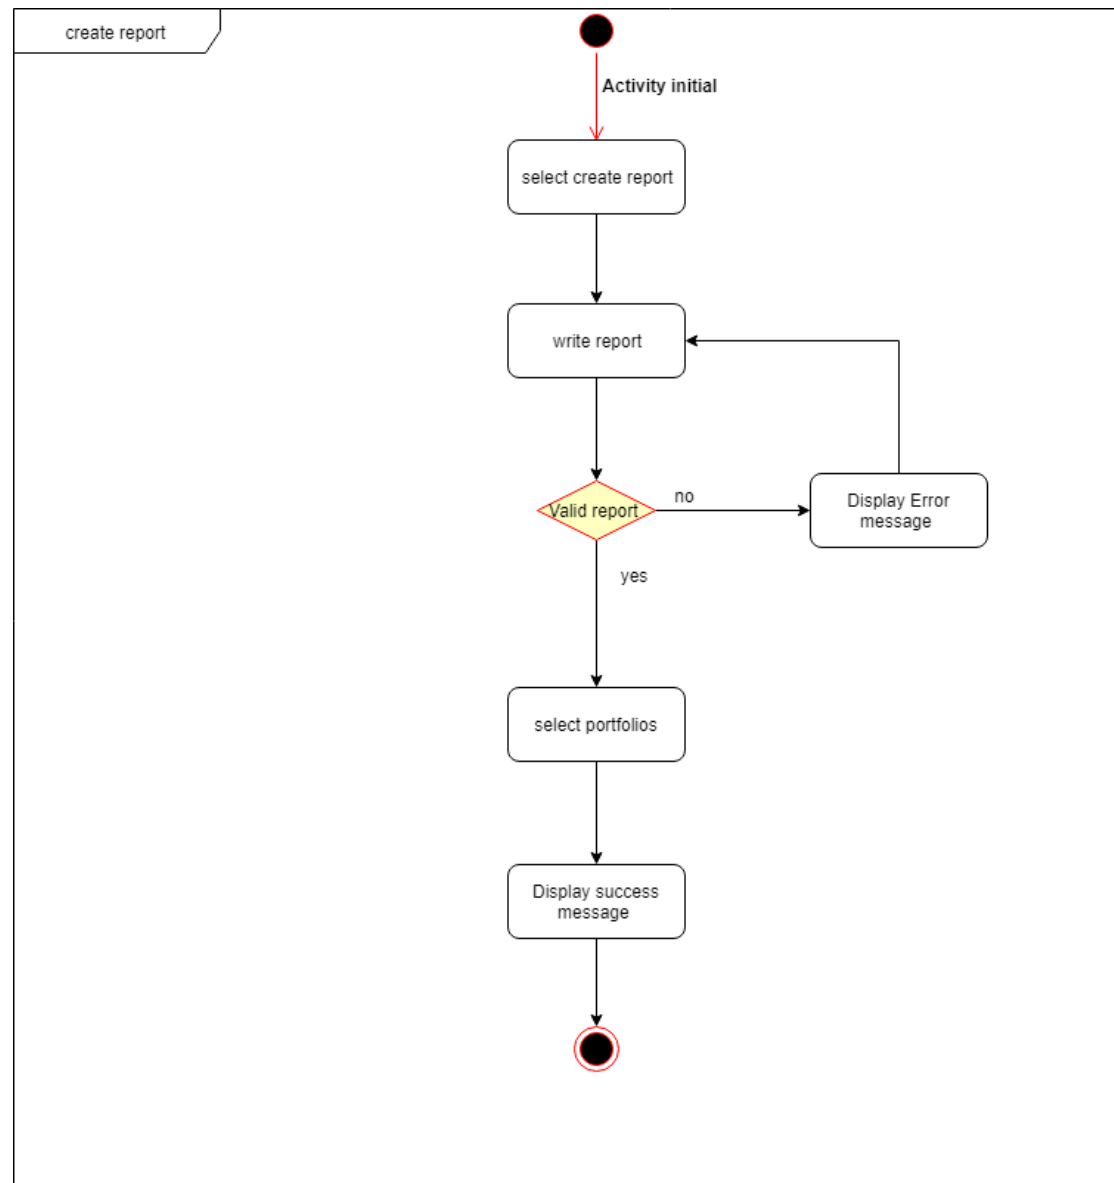 create report
Activity initial
select create report
write report
Valid report
no
Display Error
message
yes
select portfolios
Display success
message